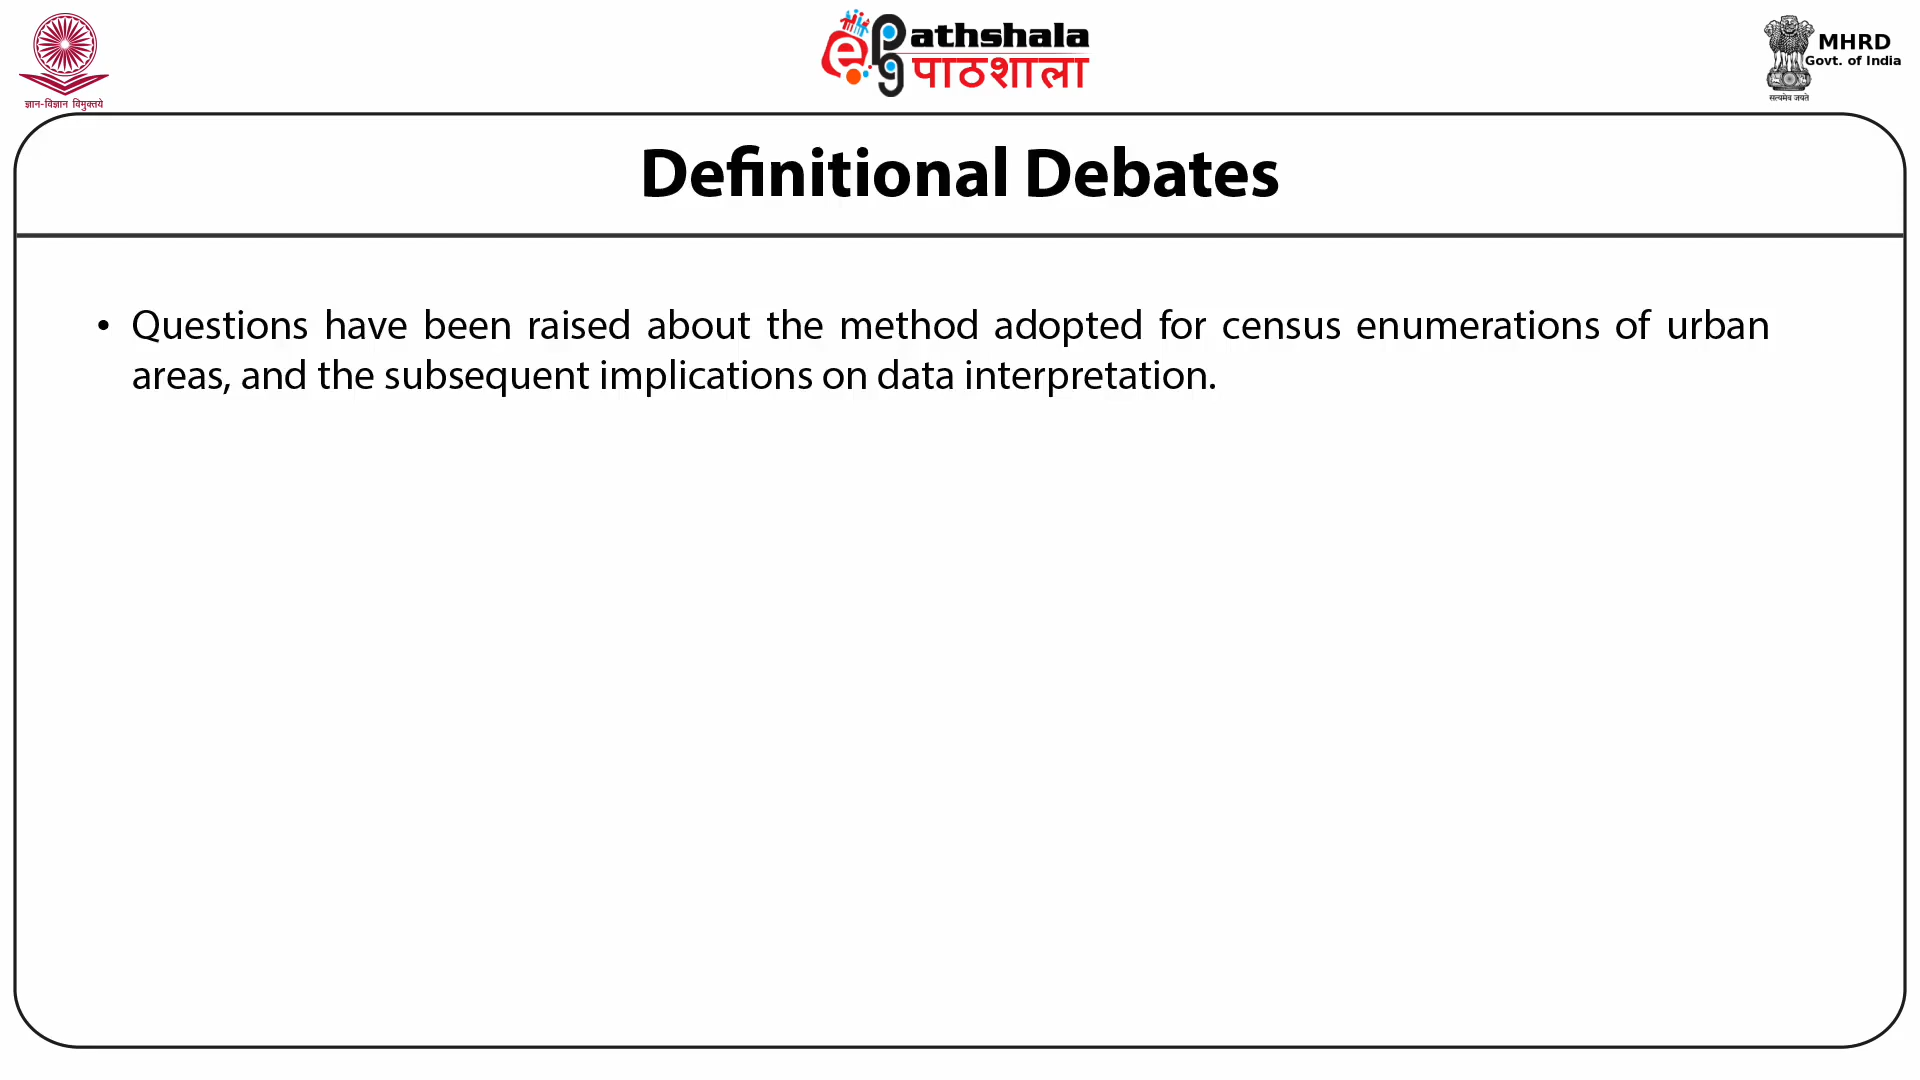 ज्ञान-विज्ञान विमुक्तये
e PG athshala
पाठशाला
MHRD
Govt. of India
सत्यमेव जयते
Definitional Debates
• Questions have been raised about the method adopted for census enumerations of urban
areas, and the subsequent implications on data interpretation.